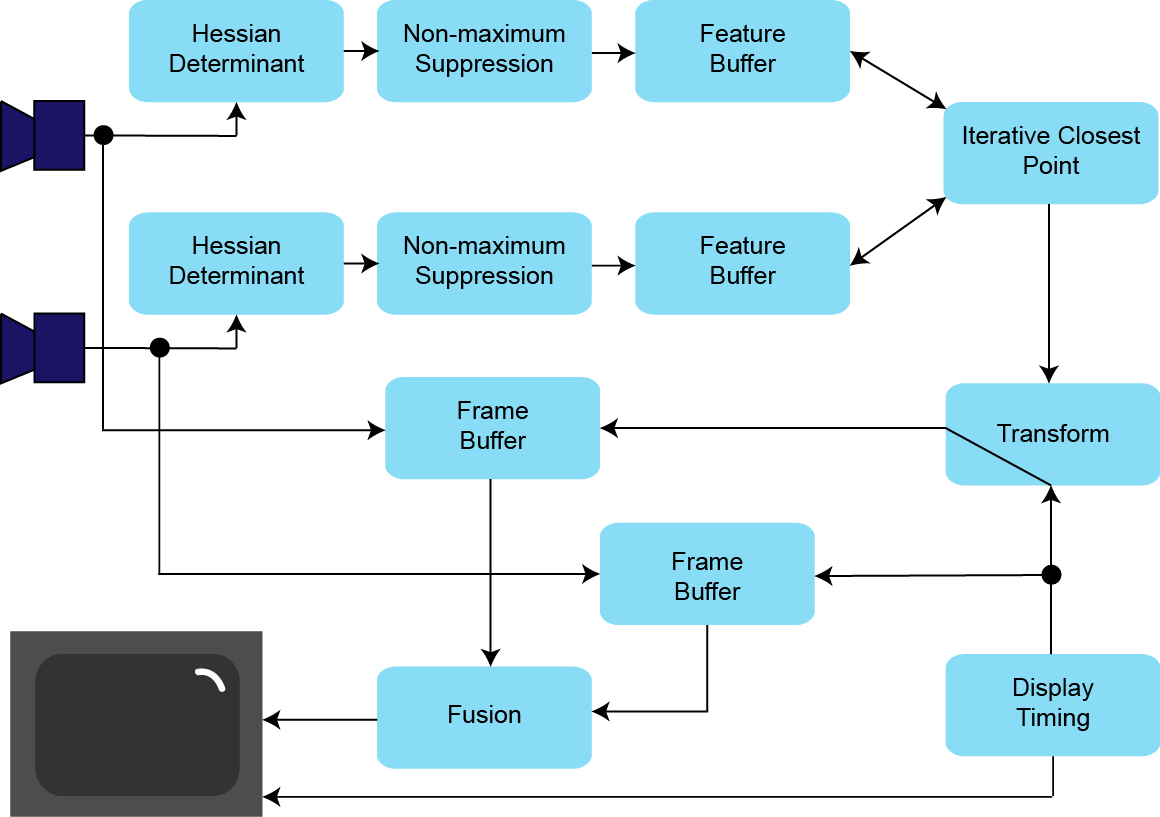 Hessian
Determinant
Non-maximum
Suppression
Feature
Buffer
Iterative Closest
Point
Hessian
Determinant
Non-maximum
Suppression
Feature
Buffer
Frame
Buffer
Transform
Frame
Buffer
Fusion
Display
Timing